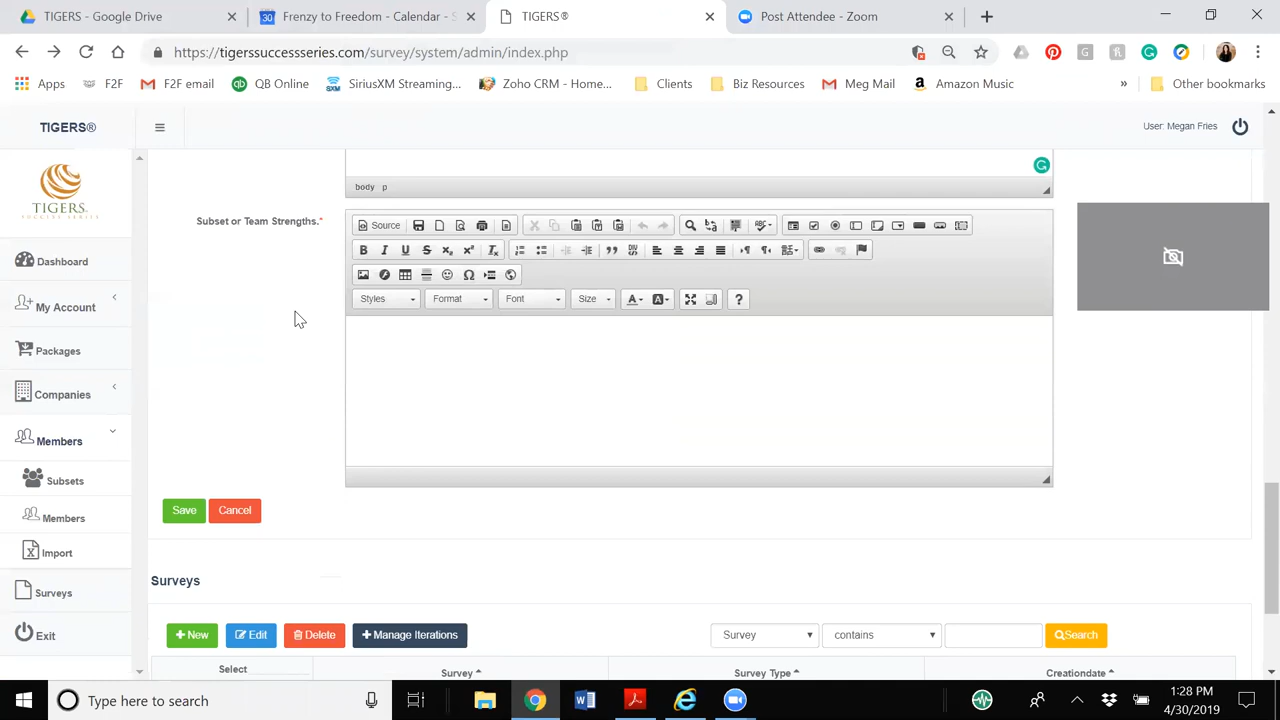 TIGERS® - Google Drive
Frenzy to Freedom - Calendar - S
TIGERS®
Post Attendee - Zoom
https://tigerssuccessseries.com/survey/system/admin/index.php
Apps
F2F
F2F email
QB Online
SiriusXM Streaming...
Zoho CRM - Home...
Clients
Biz Resources
Meg Mail
Amazon Music
»
Other bookmarks
TIGERS®
User: Megan Fries
TIGERS.
SUCCESS SERIES
body p
Subset or Team Strengths.*
Source
Styles
Format
Font
Size
Dashboard
My Account
Packages
Companies
Members
Subsets
Members
Import
Surveys
Exit
Save
Cancel
Surveys
New
Edit
Delete
Manage Iterations
Survey
contains
Search
Select
Survey
Survey Type
Creationdate
Type here to search
1:28 PM
4/30/2019